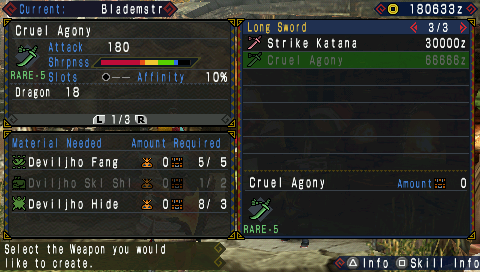 Current: Blademstr
180633z
Cruel Agony
Attack 180
Shrpnss
Slots Affinity 10%
RARE-5
Dragon 18
L 1/3 R
Material Needed Amount Required
Deviljho Fang 0 5/ 5
Dvljho Skl Shl 0 1/ 2
Deviljho Hide 0 8/ 3
Select the Weapon you would
like to create.
Long Sword 3/3
Strike Katana 30000z
Cruel Agony 66666z
Cruel Agony Amount 0
RARE-5
Info Skill Info